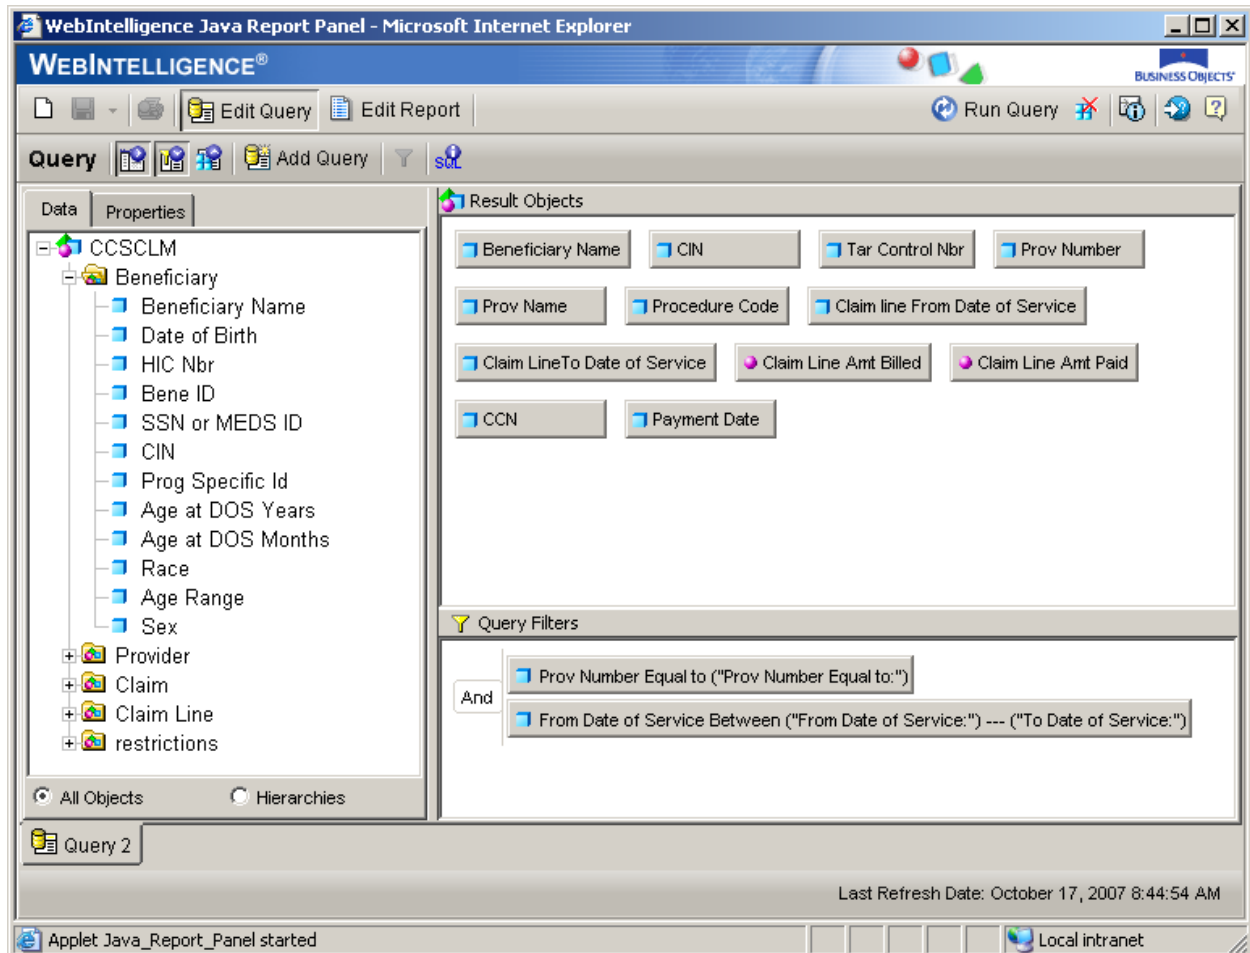 WebIntelligence Java Report Panel - Microsoft Internet Explorer
WEBINTELLIGENCE®
BUSINESS OBJECTS
Edit Query Edit Report Run Query
Query Add Query SQL
Data Properties
CCSCLM
Beneficiary
Beneficiary Name
Date of Birth
HIC Nbr
Bene ID
SSN or MEDS ID
CIN
Prog Specific Id
Age at DOS Years
Age at DOS Months
Race
Age Range
Sex
Provider
Claim
Claim Line
restrictions
All Objects Hierarchies
Result Objects
Beneficiary Name CIN Tar Control Nbr Prov Number
Prov Name Procedure Code Claim line From Date of Service
Claim LineTo Date of Service Claim Line Amt Billed Claim Line Amt Paid
CCN Payment Date
Query Filters
And
Prov Number Equal to ("Prov Number Equal to:")
From Date of Service Between ("From Date of Service:") --- ("To Date of Service:")
Query 2
Last Refresh Date: October 17, 2007 8:44:54 AM
Applet Java_Report_Panel started Local intranet